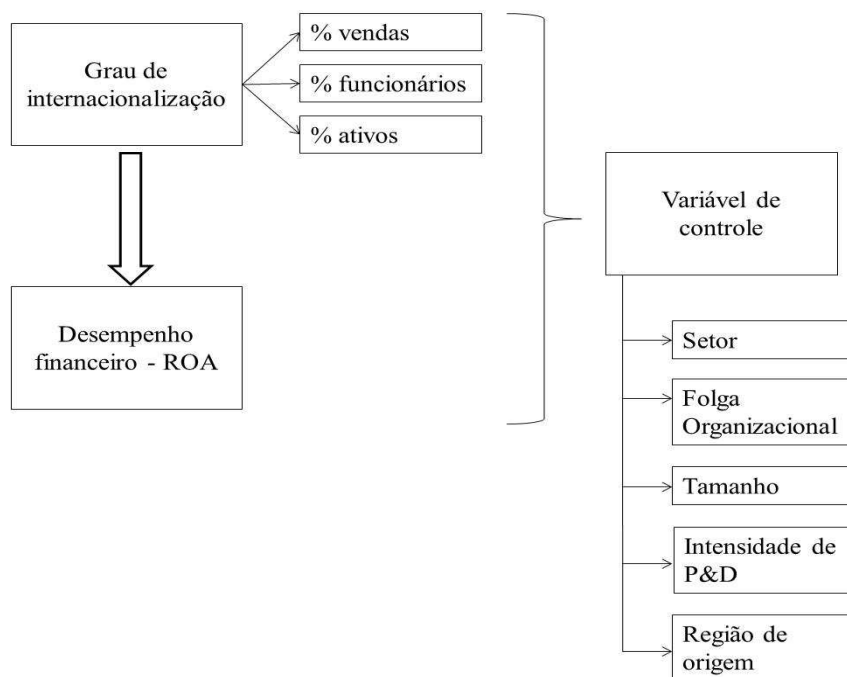 Grau de
internacionalização
% vendas
% funcionários
% ativos
Desempenho
financeiro - ROA
Variável de
controle
Setor
Folga
Organizacional
Tamanho
Intensidade de
P&D
Região de
origem